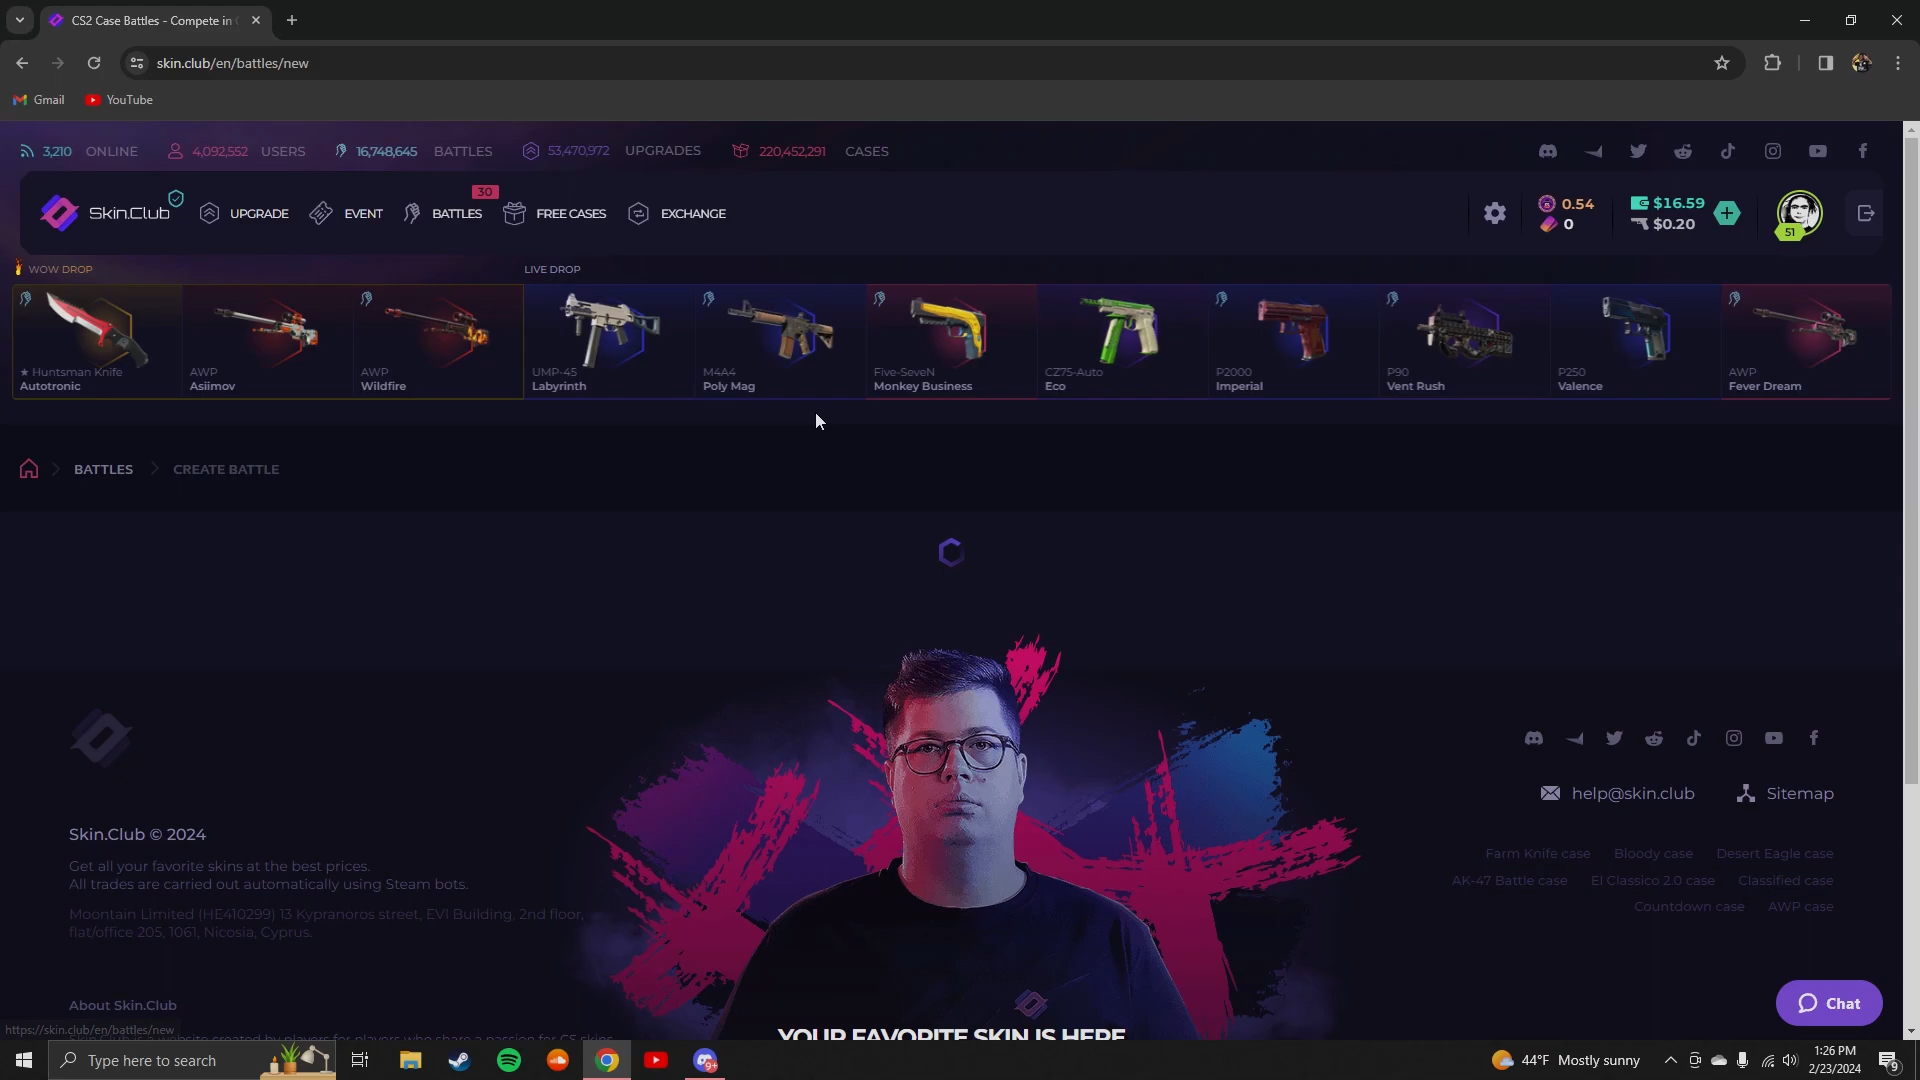 CS2 Case Battles - Compete in
skin.club/en/battles/new
Gmail
YouTube
3,210 ONLINE
4,092,552 USERS
16,748,645 BATTLES
53,470,972 UPGRADES
220,452,291 CASES
Skin.Club
UPGRADE
EVENT
BATTLES
30
FREE CASES
EXCHANGE
0.54
0
$16.59
$0.20
51
WOW DROP
LIVE DROP
★ Huntsman Knife
Autotronic
AWP
Asiimov
AWP
Wildfire
UMP-45
Labyrinth
M4A4
Poly Mag
Five-SeveN
Monkey Business
CZ75-Auto
Eco
P2000
Imperial
P90
Vent Rush
P250
Valence
AWP
Fever Dream
BATTLES
CREATE BATTLE
Skin.Club © 2024
Get all your favorite skins at the best prices.
All trades are carried out automatically using Steam bots.
Moontain Limited (HE410299) 13 Kypranoros street, EVI Building, 2nd floor,
flat/office 205, 1061, Nicosia, Cyprus.
About Skin.Club
help@skin.club
Sitemap
Farm Knife case Bloody case Desert Eagle case
AK-47 Battle case El Classico 2.0 case Classified case
Countdown case AWP case
YOUR FAVORITE SKIN IS HERE
Chat
https://skin.club/en/battles/new
Type here to search
9+
44°F Mostly sunny
1:26 PM
2/23/2024
9